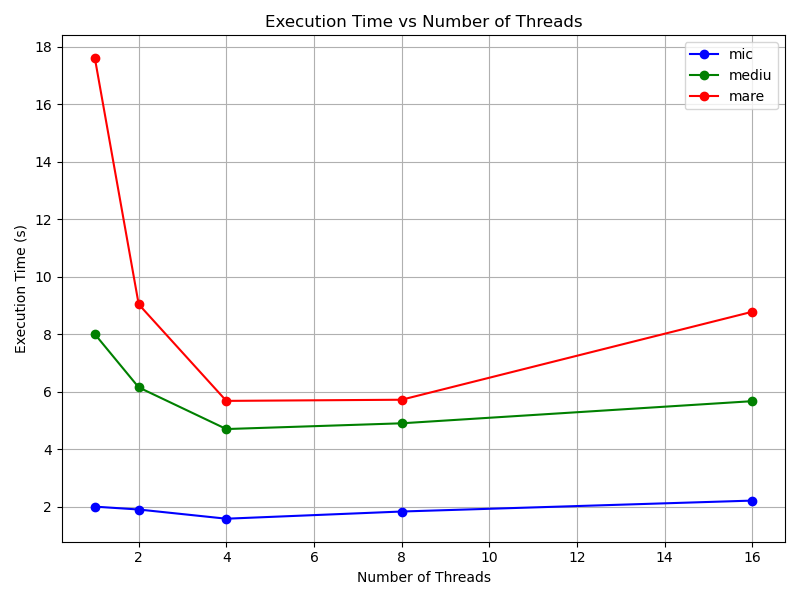 Execution Time vs Number of Threads
mic
mediu
mare
Execution Time (s)
18
16
14
12
10
8
6
4
2
2 4 6 8 10 12 14 16
Number of Threads